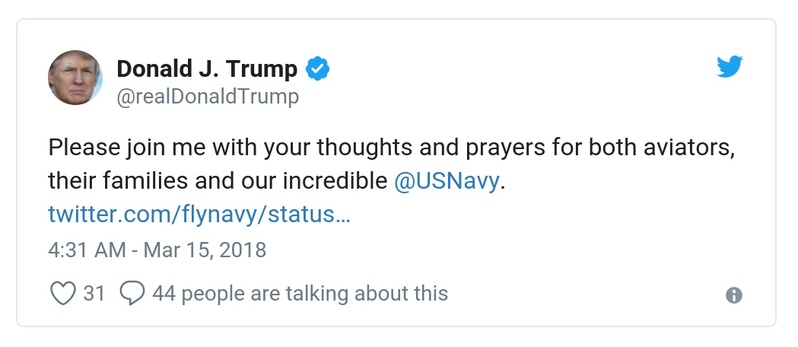 Donald J. Trump
@realDonaldTrump
Please join me with your thoughts and prayers for both aviators,
their families and our incredible @USNavy.
twitter.com/flynavy/status…
4:31 AM - Mar 15, 2018
31 44 people are talking about this